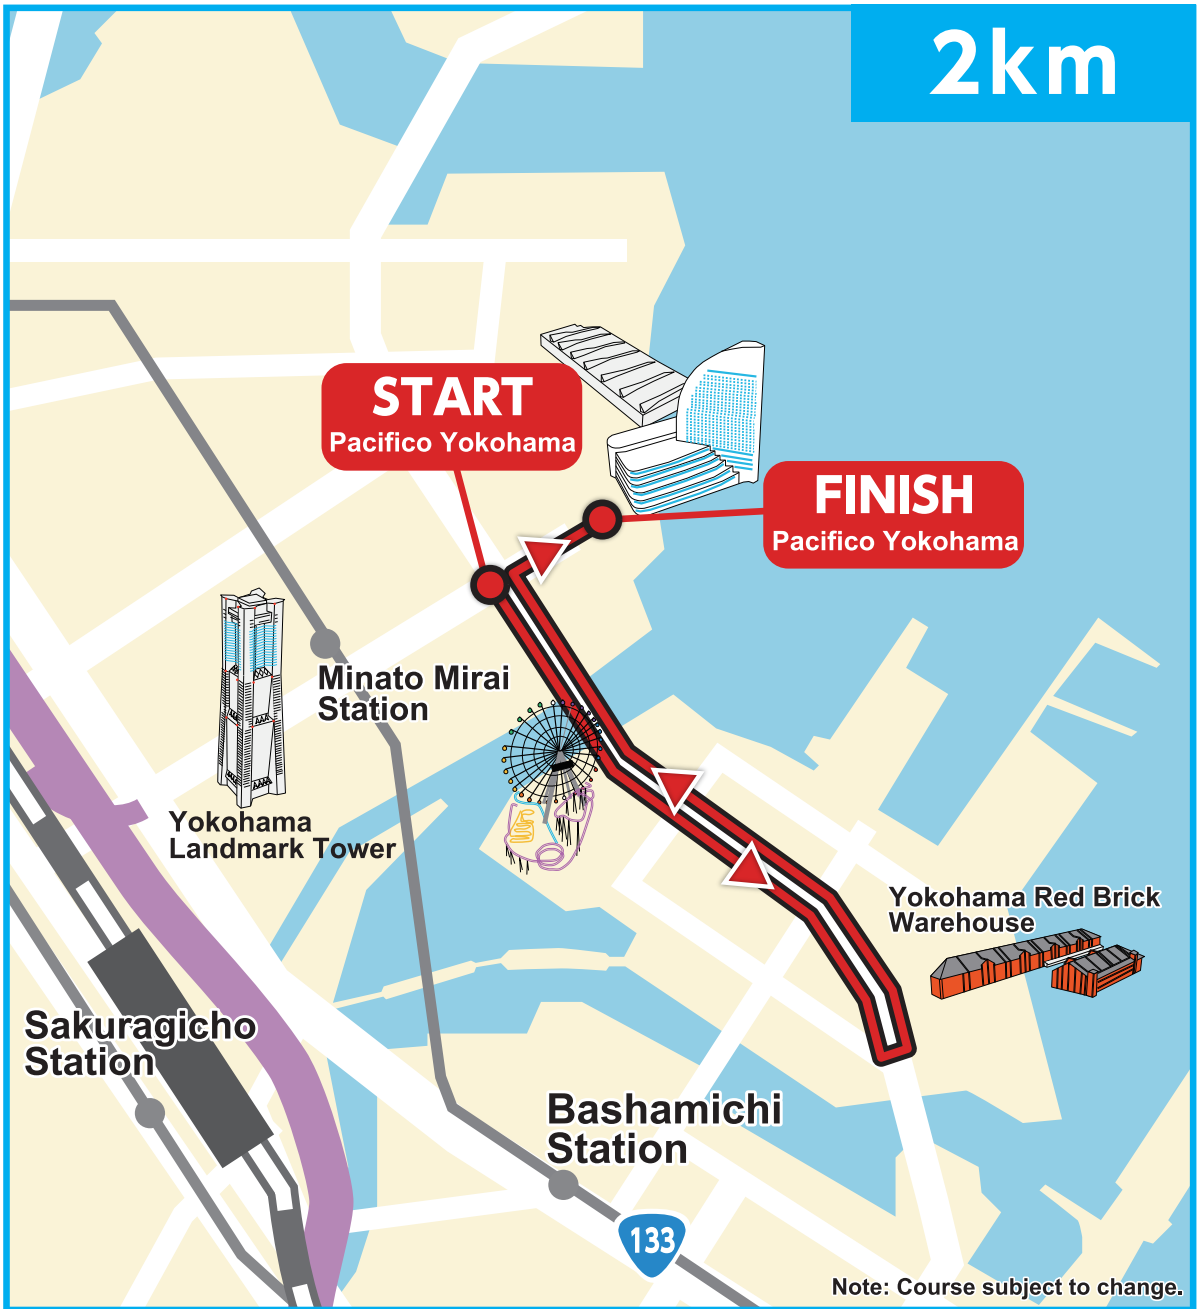 2km
START
Pacifico Yokohama
FINISH
Pacifico Yokohama
Minato Mirai
Station
Yokohama
Landmark Tower
Yokohama Red Brick
Warehouse
Sakuragicho
Station
Bashamichi
Station
133
Note: Course subject to change.